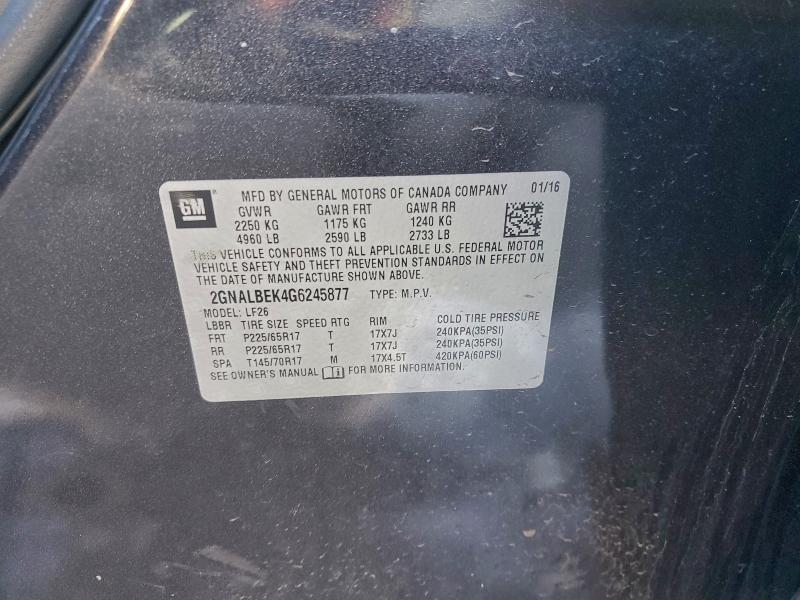 GM
MFD BY GENERAL MOTORS OF CANADA COMPANY 01/16
GVWR GAWR FRT GAWR RR
2250 KG 1175 KG 1240 KG
4960 LB 2590 LB 2733 LB
THIS VEHICLE CONFORMS TO ALL APPLICABLE U.S. FEDERAL MOTOR
VEHICLE SAFETY AND THEFT PREVENTION STANDARDS IN EFFECT ON
THE DATE OF MANUFACTURE SHOWN ABOVE.
2GNALBEK4G6245877 TYPE: M.P.V.
MODEL: LF26
LBBR TIRE SIZE SPEED RTG RIM COLD TIRE PRESSURE
FRT P225/65R17 T 17X7J 240KPA(35PSI)
RR P225/65R17 T 17X7J 240KPA(35PSI)
SPA T145/70R17 M 17X4.5T 420KPA(60PSI)
SEE OWNER'S MANUAL i FOR MORE INFORMATION.